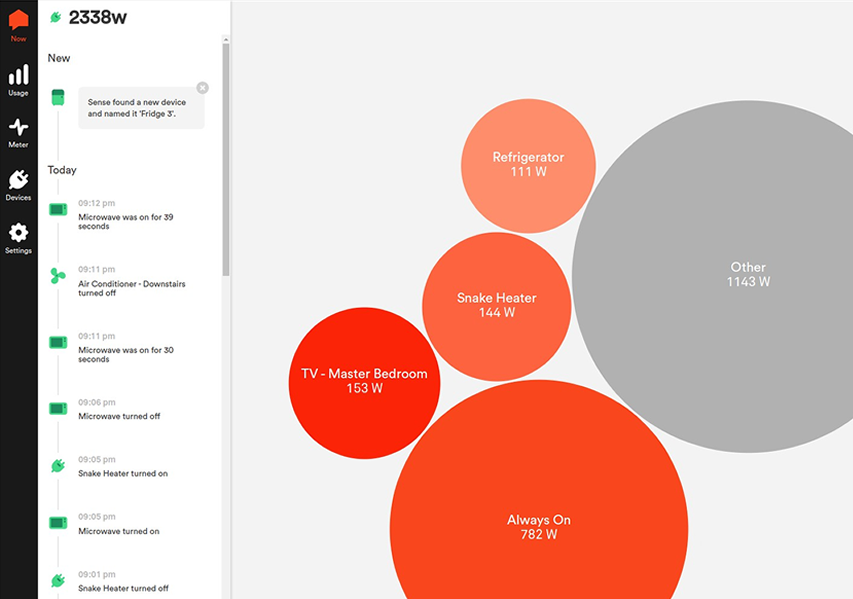 Now
Usage
Meter
Devices
Settings
2338w
New
Sense found a new device
and named it 'Fridge 3'.
Today
09:12 pm
Microwave was on for 39
seconds
09:11 pm
Air Conditioner - Downstairs
turned off
09:11 pm
Microwave was on for 30
seconds
09:06 pm
Microwave turned off
09:05 pm
Snake Heater turned on
09:05 pm
Microwave turned on
09:01 pm
Snake Heater turned off
Refrigerator
111 W
Other
1143 W
Snake Heater
144 W
TV - Master Bedroom
153 W
Always On
782 W